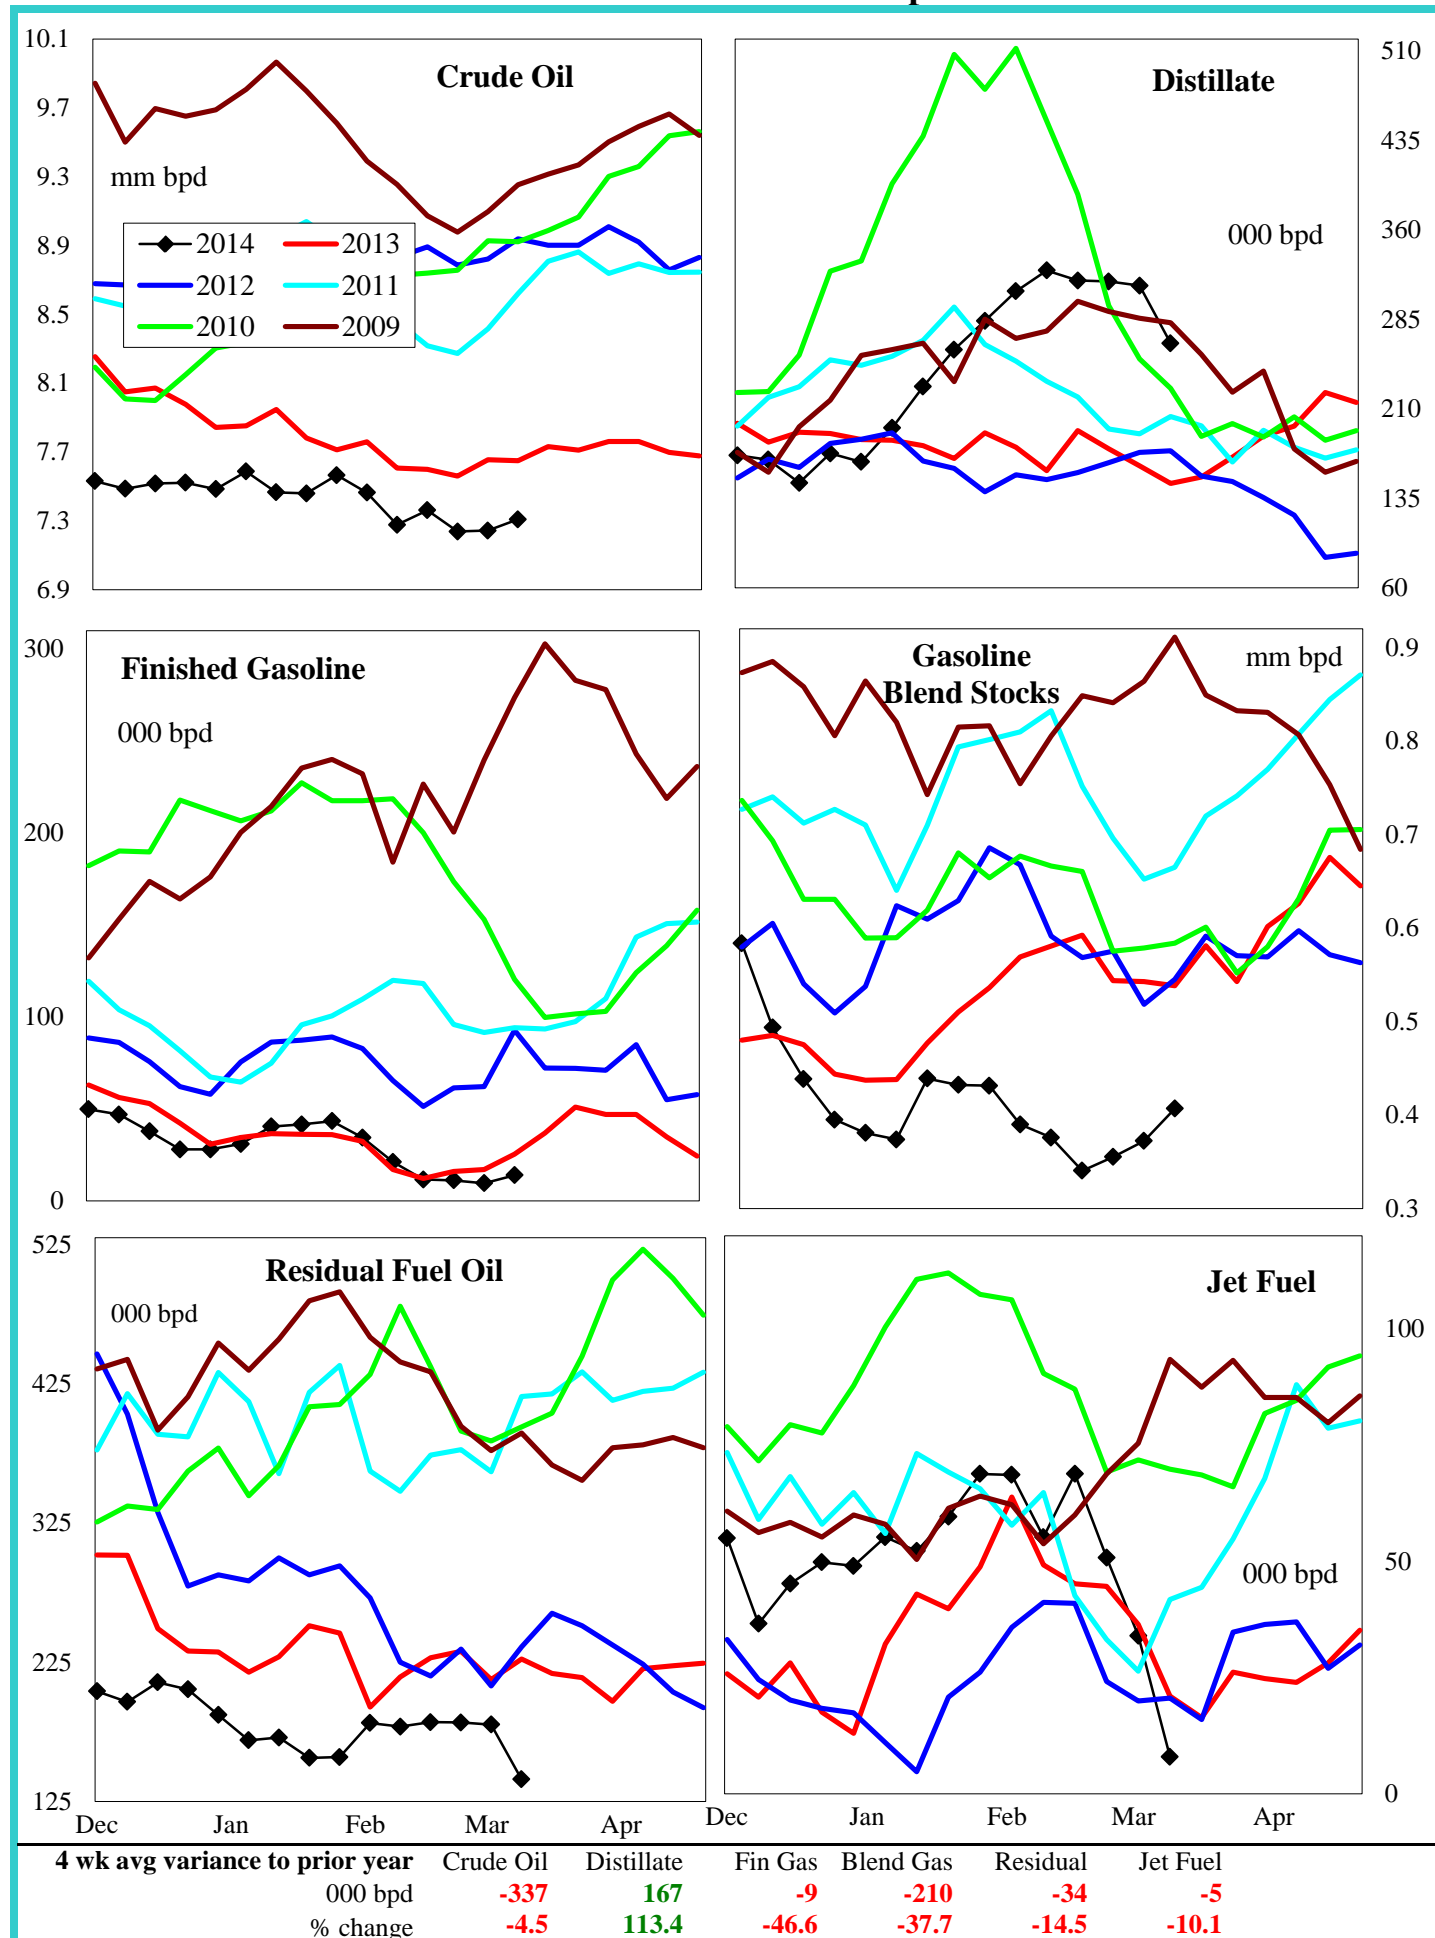 10.1
9.7
9.3
8.9
8.5
8.1
7.7
7.3
6.9
Crude Oil
mm bpd
2014 2013
2012 2011
2010 2009
Distillate
000 bpd
510
435
360
285
210
135
60
300
200
100
0
Finished Gasoline
000 bpd
Gasoline
Blend Stocks
mm bpd
0.9
0.8
0.7
0.6
0.5
0.4
0.3
525
425
325
225
125
Residual Fuel Oil
000 bpd
Dec Jan Feb Mar Apr
Jet Fuel
000 bpd
100
50
0
Dec Jan Feb Mar Apr
4 wk avg variance to prior year Crude Oil Distillate Fin Gas Blend Gas Residual Jet Fuel
000 bpd -337 167 -9 -210 -34 -5
% change -4.5 113.4 -46.6 -37.7 -14.5 -10.1